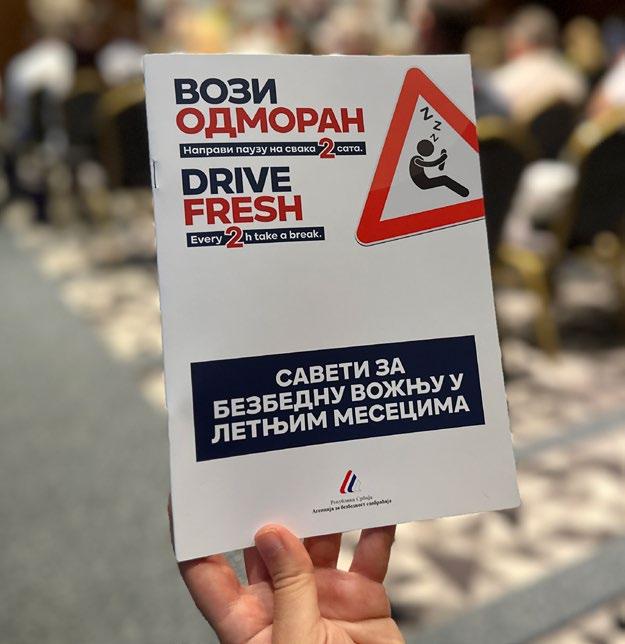 ВОЗИ
ОДМОРАН
Направи паузу на свака 2 сата.
DRIVE
FRESH
Every 2h take a break.
Z Z Z
САВЕТИ ЗА
БЕЗБЕДНУ ВОЖЊУ У
ЛЕТЊИМ МЕСЕЦИМА
Република Србија
Агенција за безбедност саобраћаја